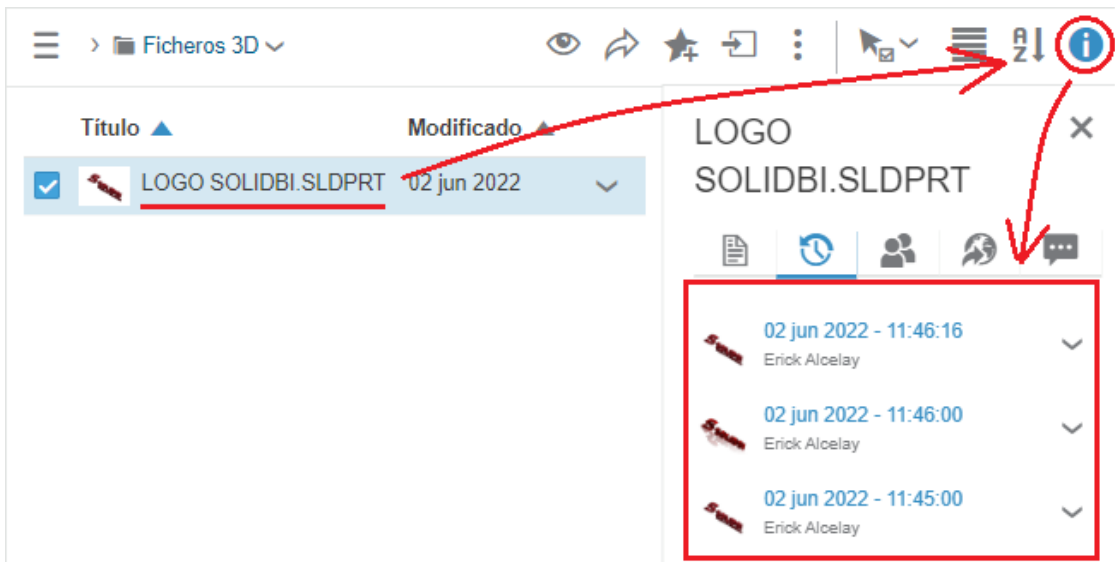 Ficheros 3D
Título Modificado
LOGO SOLIDBI.SLDPRT 02 jun 2022
LOGO
SOLIDBI.SLDPRT
02 jun 2022 - 11:46:16
Erick Alcelay
02 jun 2022 - 11:46:00
Erick Alcelay
02 jun 2022 - 11:45:00
Erick Alcelay